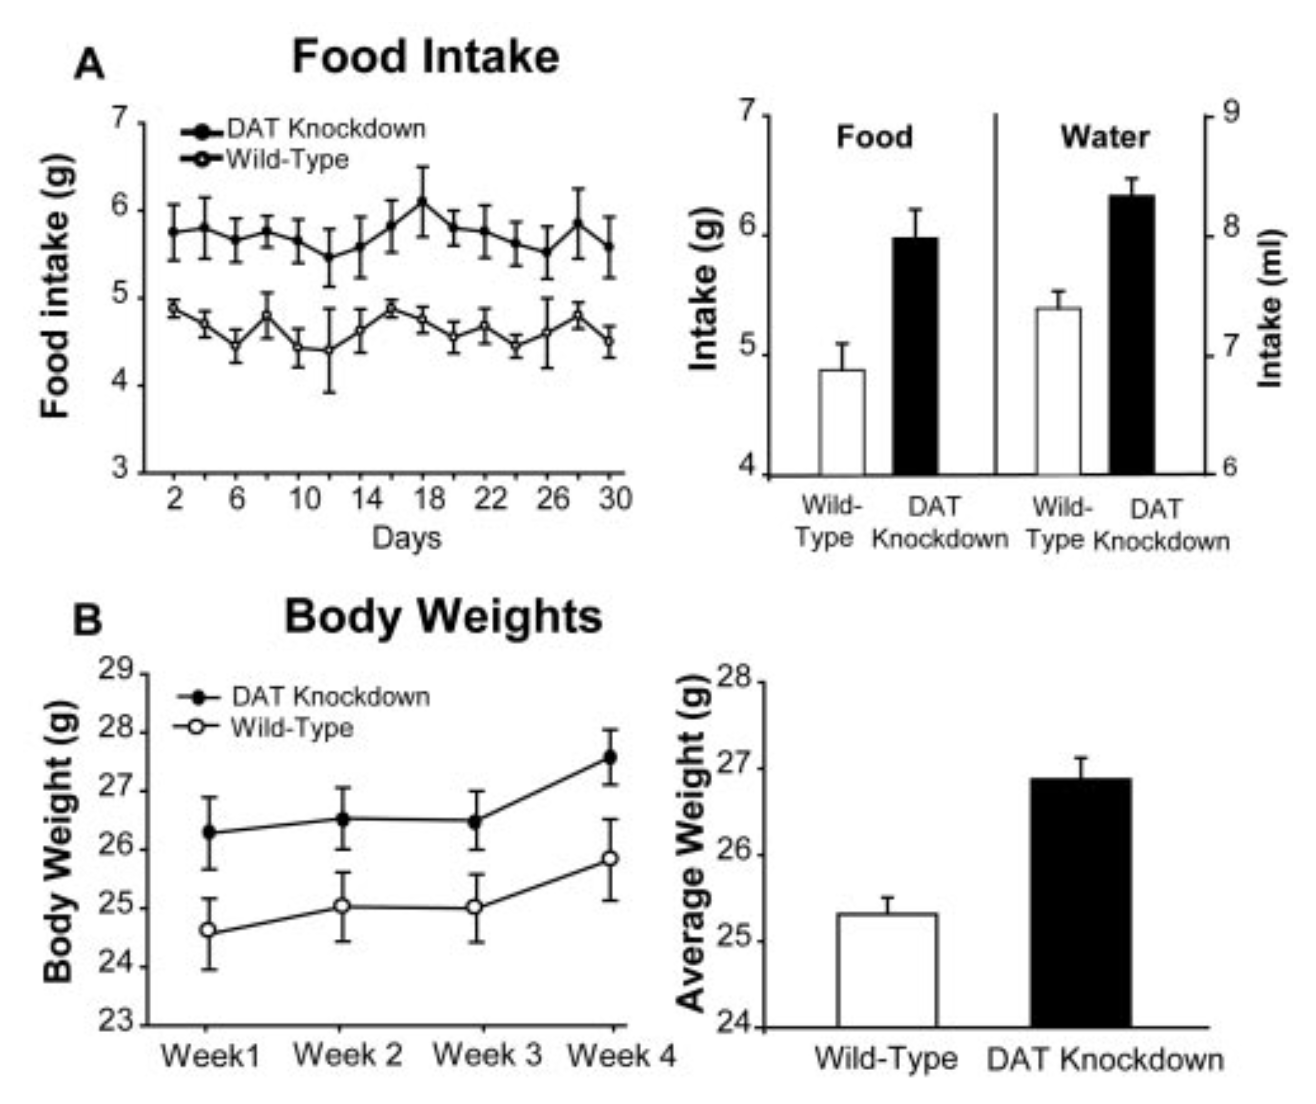 A
Food Intake
DAT Knockdown
Wild-Type
Food intake (g)
7
6
5
4
3
2 6 10 14 18 22 26 30
Days
Food
Water
Intake (g)
7
6
5
4
9
8
7
6
Intake (ml)
Wild-
Type
DAT
Knockdown
Wild-
Type
DAT
Knockdown
B
Body Weights
DAT Knockdown
Wild-Type
Body Weight (g)
29
28
27
26
25
24
23
Week1 Week 2 Week 3 Week 4
Average Weight (g)
28
27
26
25
24
Wild-Type DAT Knockdown